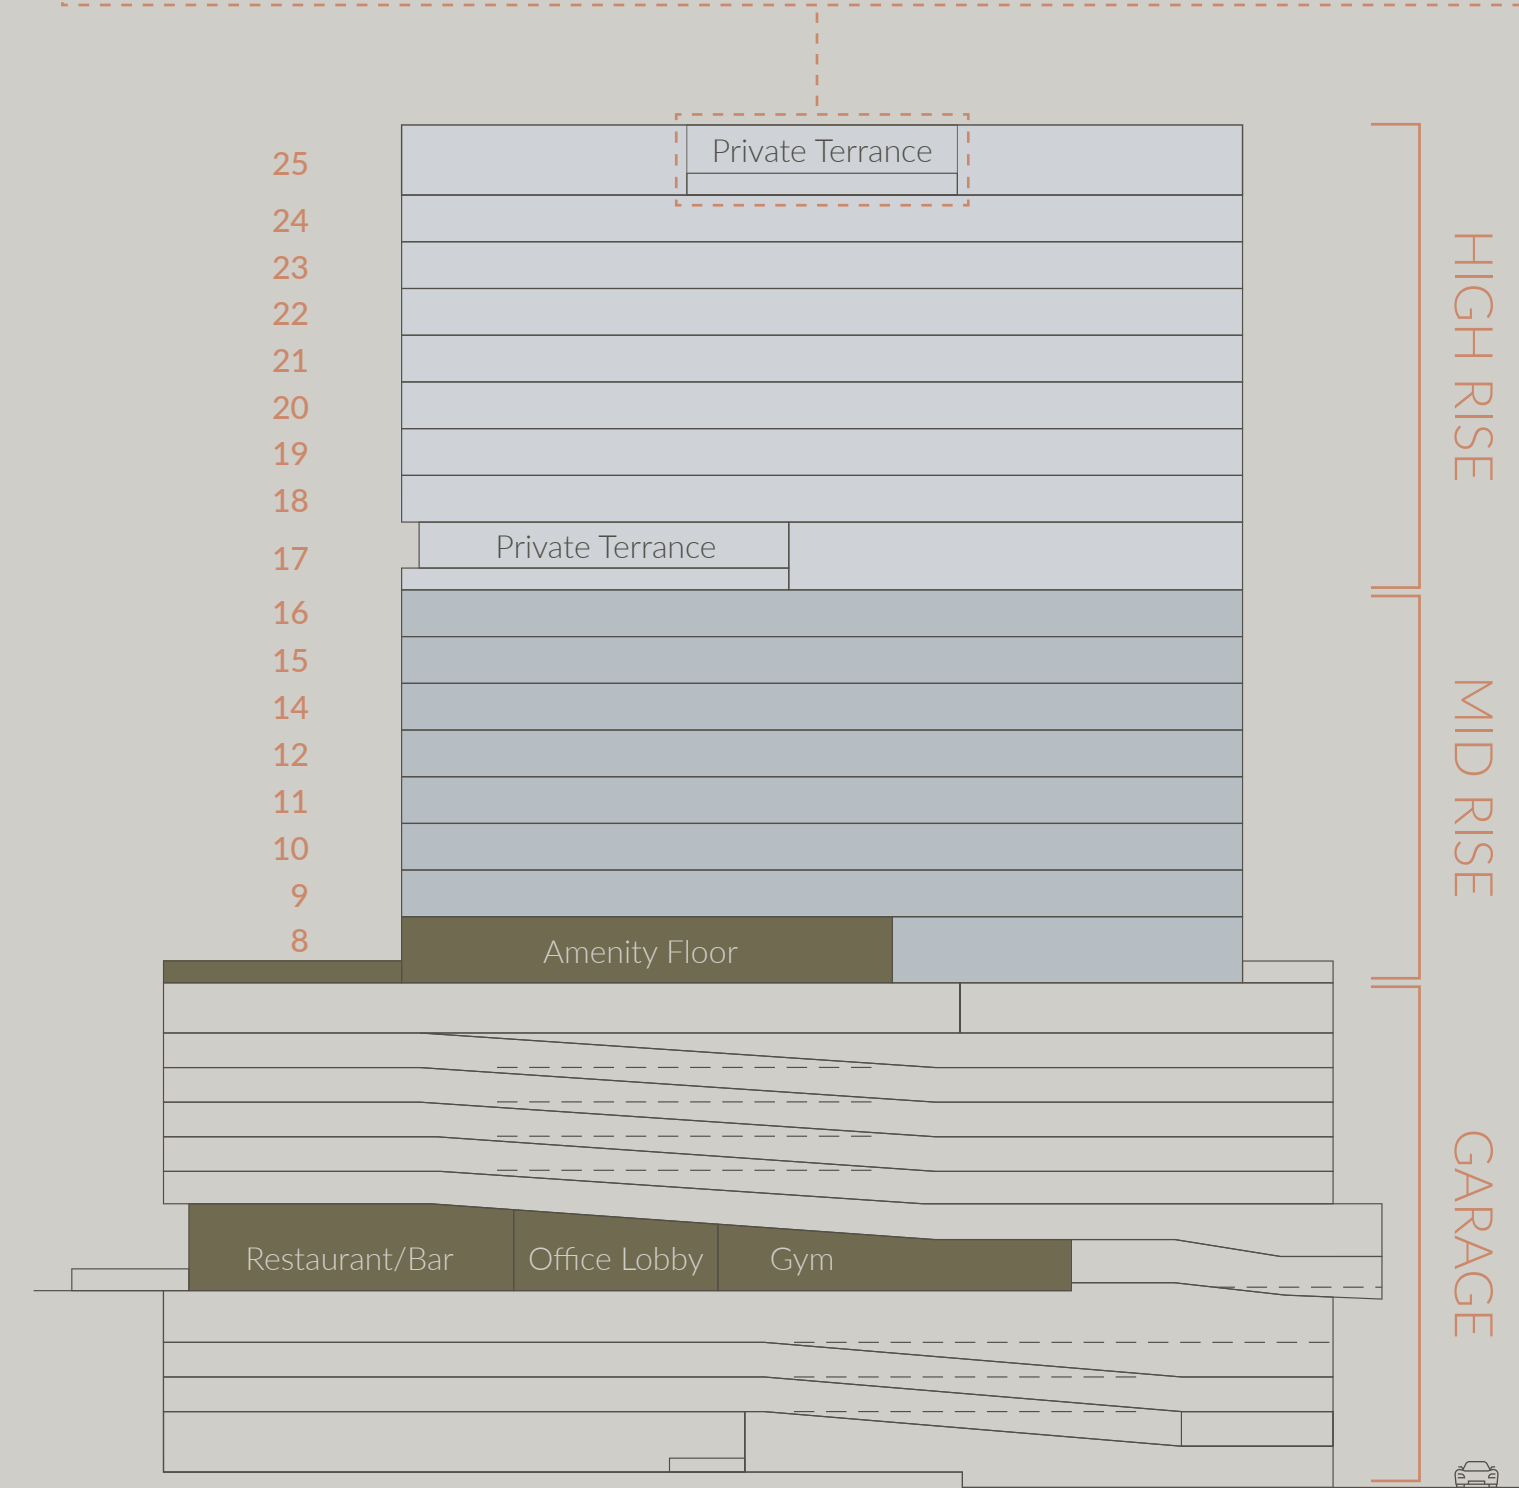 25
Private Terrance
24
23
22
21
20
19
18
17
Private Terrance
16
15
14
12
11
10
9
8
Amenity Floor
Restaurant/Bar
Office Lobby
Gym
HIGH RISE
MID RISE
GARAGE